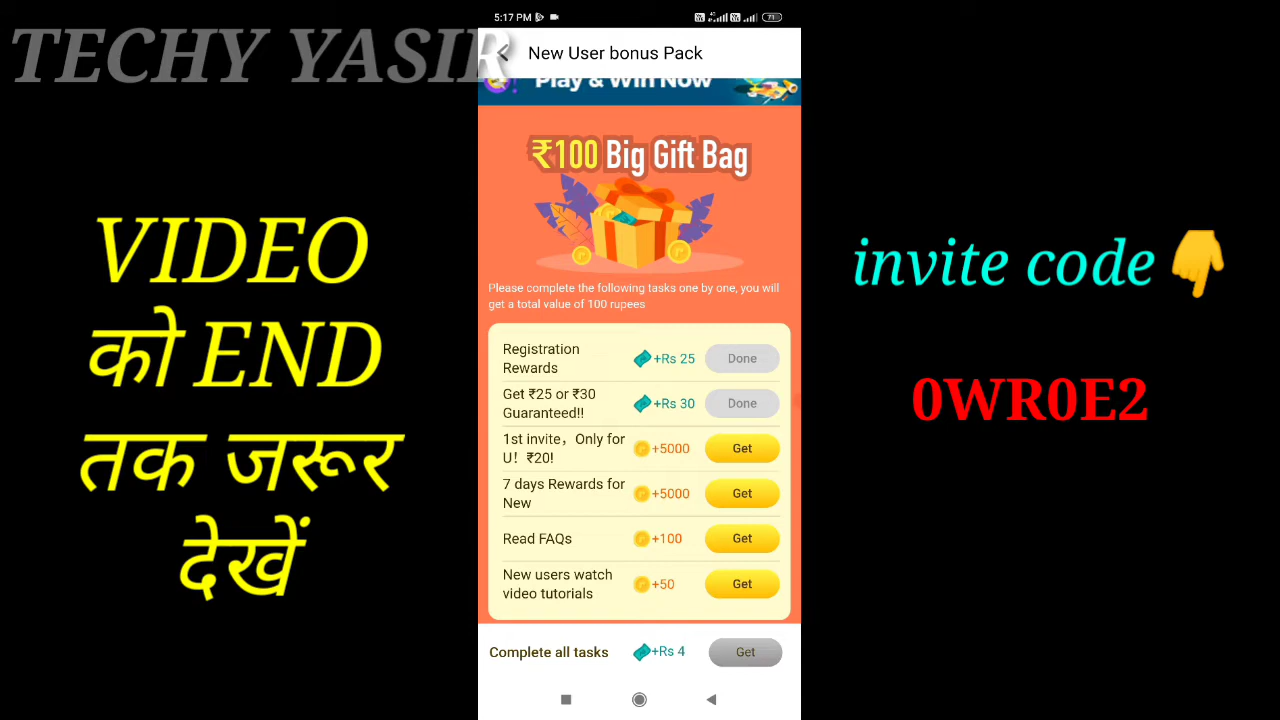 TECHY YASIR
VIDEO
को END
तक जरूर
देखें
5:17 PM
4G
71
New User bonus Pack
Play & Win Now
₹100 Big Gift Bag
Please complete the following tasks one by one, you will
get a total value of 100 rupees
Registration
Rewards
+Rs 25
Done
Get ₹25 or ₹30
Guaranteed!!
+Rs 30
Done
1st invite，Only for
U！₹20!
+5000
Get
7 days Rewards for
New
+5000
Get
Read FAQs
+100
Get
New users watch
video tutorials
+50
Get
Complete all tasks
+Rs 4
Get
invite code
0WR0E2